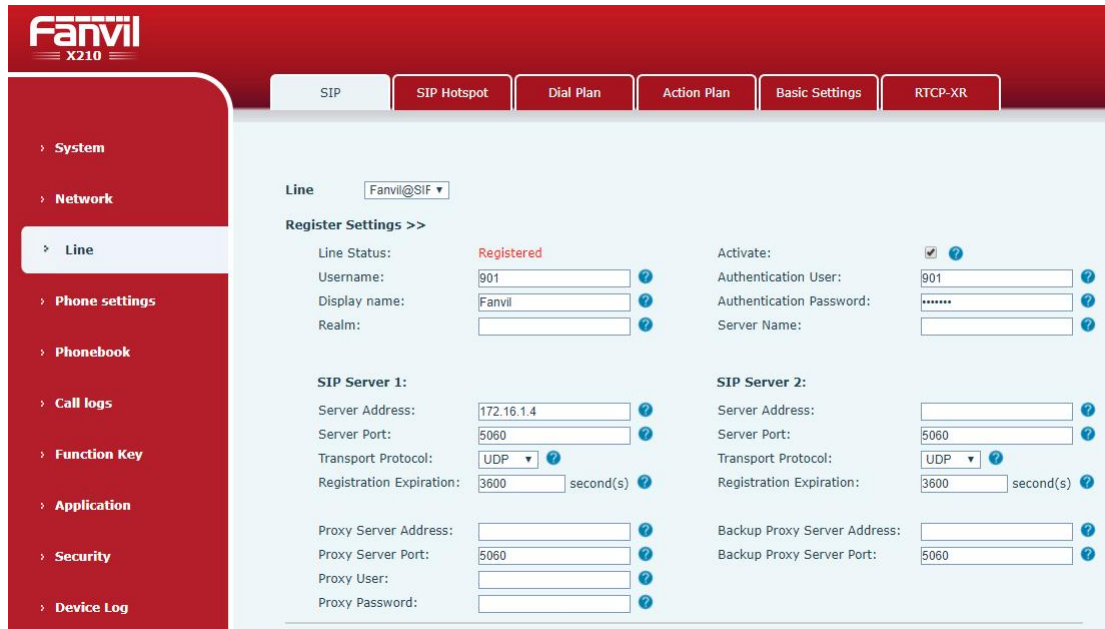 Fanvil
X210
SIP
SIP Hotspot
Dial Plan
Action Plan
Basic Settings
RTCP-XR
System
Network
Line
Phone settings
Phonebook
Call logs
Function Key
Application
Security
Device Log
Line Fanvil@SIF
Register Settings >>
Line Status: Registered Activate:
Username: 901 Authentication User: 901
Display name: Fanvil Authentication Password: •••••••
Realm: Server Name:
SIP Server 1: SIP Server 2:
Server Address: 172.16.1.4 Server Address:
Server Port: 5060 Server Port: 5060
Transport Protocol: UDP Transport Protocol: UDP
Registration Expiration: 3600 second(s) Registration Expiration: 3600 second(s)
Proxy Server Address: Backup Proxy Server Address:
Proxy Server Port: 5060 Backup Proxy Server Port: 5060
Proxy User:
Proxy Password: